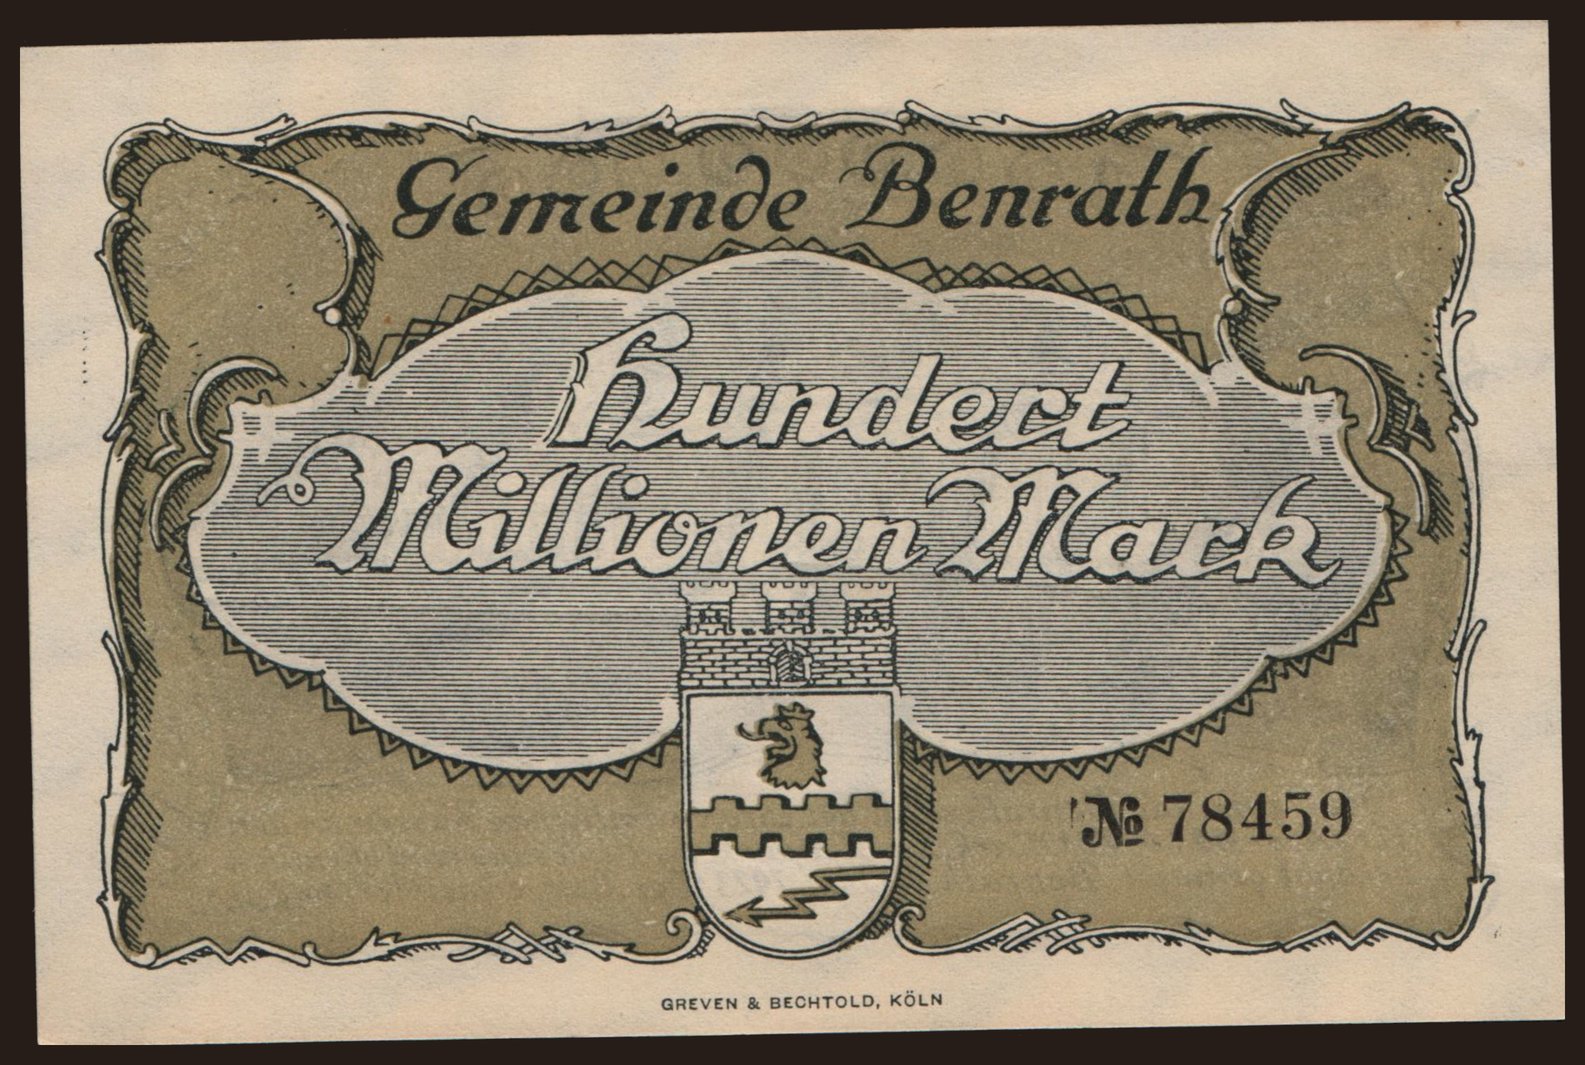 Gemeinde Benrath
Hundert
Millionen Mark
№ 78459
GREVEN & BECHTOLD, KÖLN